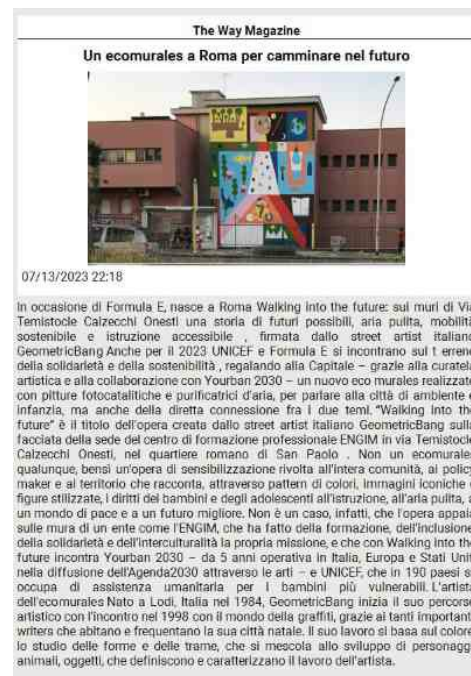 The Way Magazine
Un ecomurales a Roma per camminare nel futuro
07/13/2023 22:18
In occasione di Formula E, nasce a Roma Walking into the future: sui muri di Via
Temistocle Calzecchi Onesti una storia di futuri possibili, aria pulita, mobilit
sostenibile e istruzione accessibile , firmata dallo street artist italiano
GeometricBang Anche per il 2023 UNICEF e Formula E si incontrano sul t erren
della solidarietà e della sostenibilità , regalando alla Capitale – grazie alla curatel
artistica e alla collaborazione con Yourban 2030 – un nuovo eco murales realizzat
con pitture fotocatalitiche e purificatrici d'aria, per parlare alla città di ambiente
infanzia, ma anche della diretta connessione fra i due temi. “Walking into th
future” è il titolo dell'opera creata dallo street artist italiano GeometricBang sull
facciata della sede del centro di formazione professionale ENGIM in via Temistocl
Calzecchi Onesti, nel quartiere romano di San Paolo . Non un ecomurale
qualunque, bensì un'opera di sensibilizzazione rivolta all'intera comunità, ai policy
maker e al territorio che racconta, attraverso pattern di colori, immagini iconiche
figure stilizzate, i diritti dei bambini e degli adolescenti all'istruzione, all'aria pulita,
un mondo di pace e a un futuro migliore. Non è un caso, infatti, che l'opera appaia
sulle mura di un ente come l'ENGIM, che ha fatto della formazione, dell'inclusione
della solidarietà e dell'interculturalità la propria missione, e che con Walking into the
future incontra Yourban 2030 – da 5 anni operativa in Italia, Europa e Stati Unit
nella diffusione dell'Agenda2030 attraverso le arti – e UNICEF, che in 190 paesi s
occupa di assistenza umanitaria per i bambini più vulnerabili. L'artista
dell'ecomurales Nato a Lodi, Italia nel 1984, GeometricBang inizia il suo percorso
artistico con l'incontro nel 1998 con il mondo della graffiti, grazie ai tanti important
writers che abitano e frequentano la sua città natale. Il suo lavoro si basa sul colore
lo studio delle forme e delle trame, che si mescola allo sviluppo di personagg
animali, oggetti, che definiscono e caratterizzano il lavoro dell'artista.